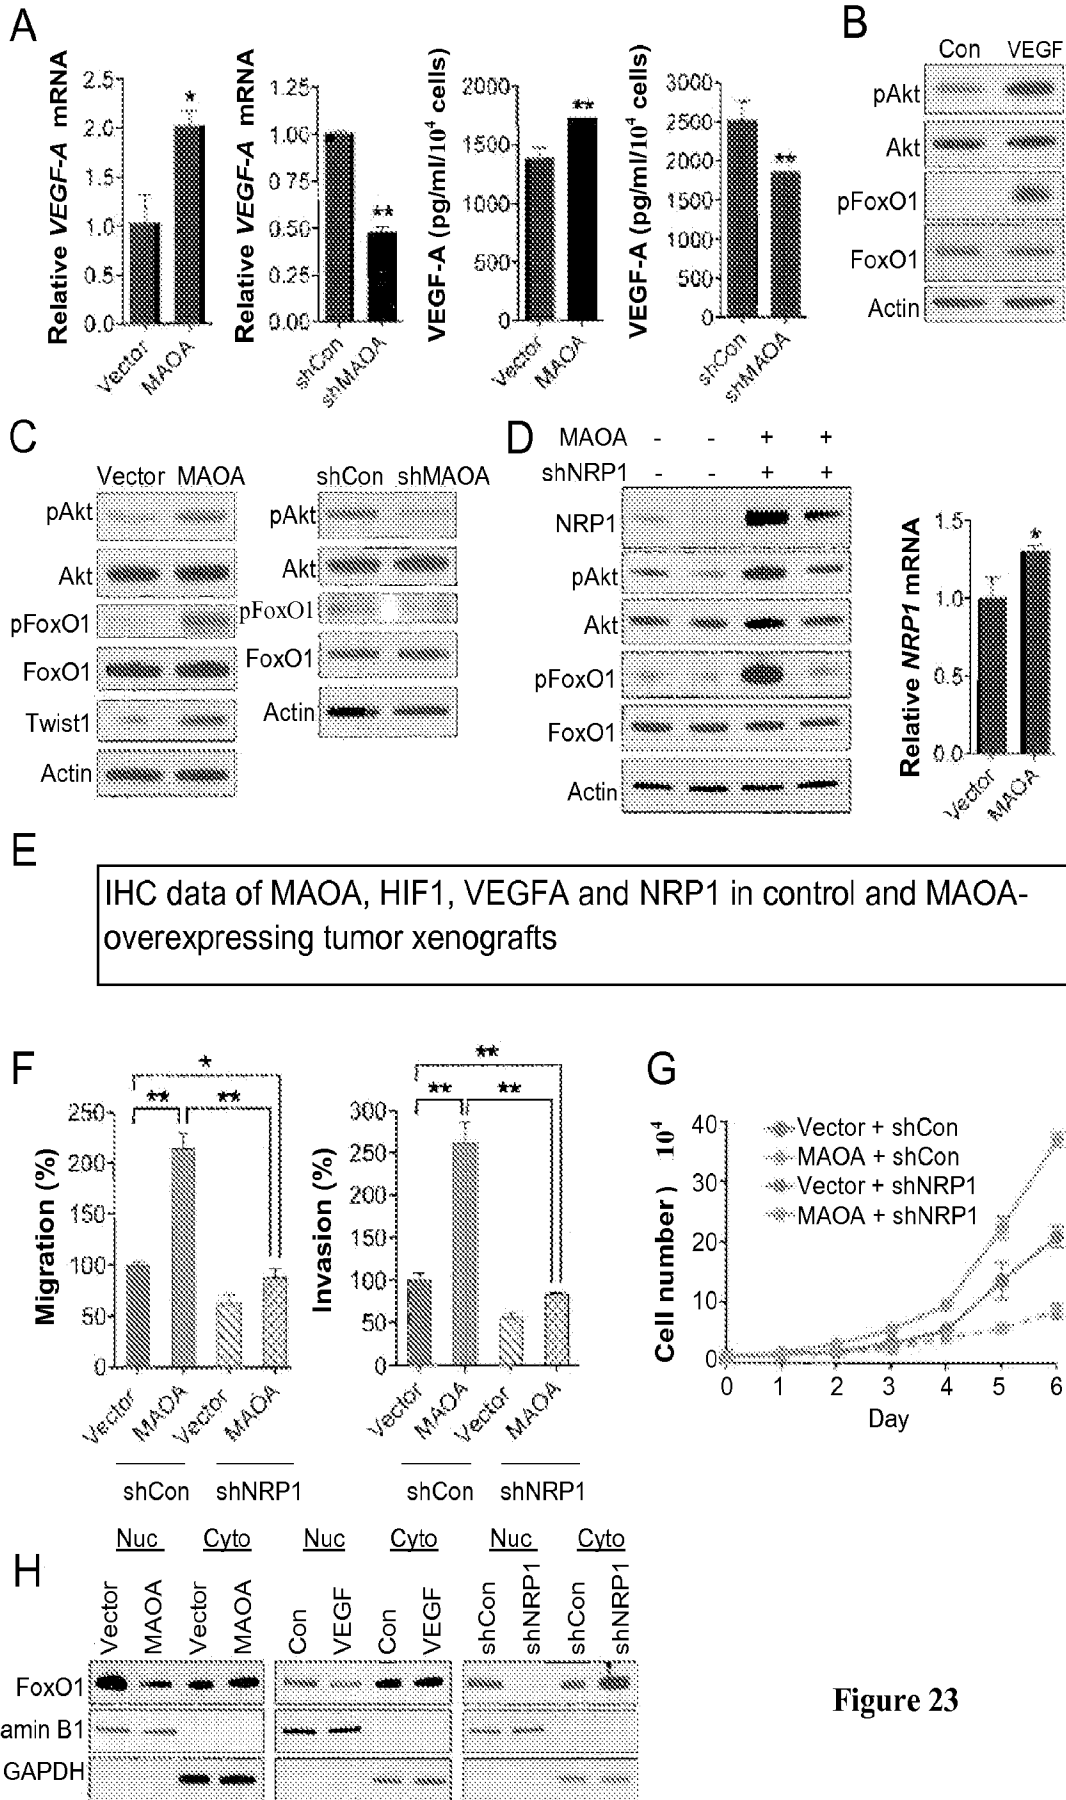 A
Relative VEGF-A mRNA
2.5
2.0
1.5
1.0
0.5
0.0
*
Vector
MAOA
Relative VEGF-A mRNA
1.25
1.00
0.75
0.50
0.25
0.00
**
shCon
shMAOA
VEGF-A (pg/ml/10⁴ cells)
2000
1500
1000
500
0
**
Vector
MAOA
VEGF-A (pg/ml/10⁴ cells)
3000
2500
2000
1500
1000
500
0
**
shCon
shMAOA
B
Con VEGF
pAkt
Akt
pFoxO1
FoxO1
Actin
C
Vector MAOA
pAkt
Akt
pFoxO1
FoxO1
Twist1
Actin
shCon shMAOA
pAkt
Akt
pFoxO1
FoxO1
Actin
D
MAOA - - + +
shNRP1 - - + +
NRP1
pAkt
Akt
pFoxO1
FoxO1
Actin
Relative NRP1 mRNA
1.5
1.0
0.5
0.0
*
Vector
MAOA
E
IHC data of MAOA, HIF1, VEGFA and NRP1 in control and MAOA-
overexpressing tumor xenografts
F
Migration (%)
250
200
150
100
50
0
*
** **
Vector
MAOA
Vector
MAOA
shCon shNRP1
Invasion (%)
300
250
200
150
100
50
0
**
** **
Vector
MAOA
Vector
MAOA
shCon shNRP1
G
Cell number ) 10⁴
40
30
20
10
0
Vector + shCon
MAOA + shCon
Vector + shNRP1
MAOA + shNRP1
0 1 2 3 4 5 6
Day
H
Nuc Cyto Nuc Cyto Nuc Cyto
Vector MAOA Vector MAOA Con VEGF Con VEGF shCon shNRP1 shCon shNRP1
FoxO1
amin B1
GAPDH
Figure 23